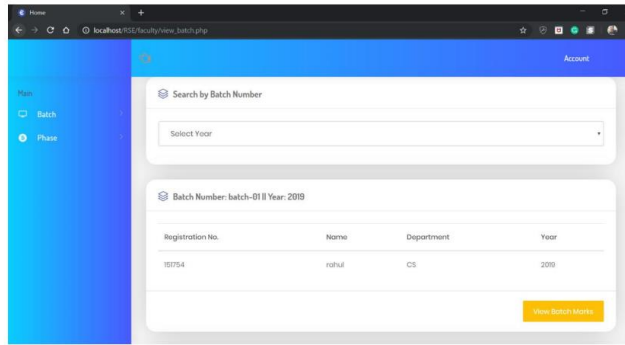 Home
localhost/RSE/faculty/view_batch.php
Account
Main
Batch
Phase
Search by Batch Number
Select Year
Batch Number: batch-01 || Year: 2019
Registration No. Name Department Year
151754 rahul CS 2019
View Batch Marks